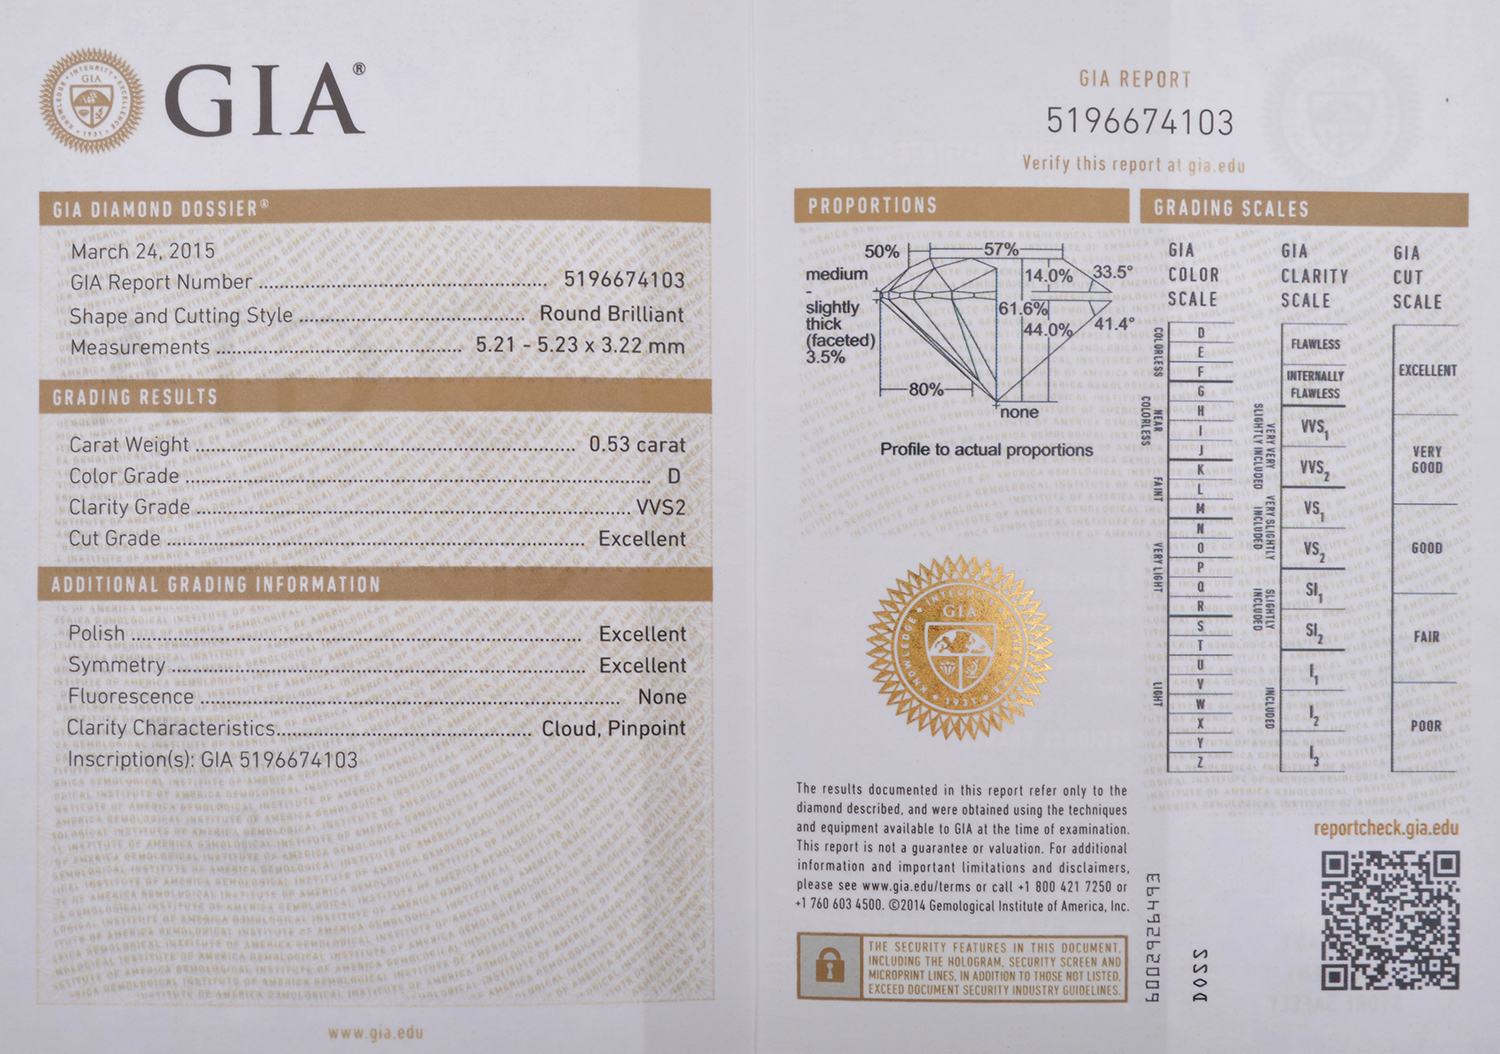 GIA®
GIA DIAMOND DOSSIER®
March 24, 2015
GIA Report Number 5196674103
Shape and Cutting Style Round Brilliant
Measurements 5.21 - 5.23 x 3.22 mm
GRADING RESULTS
Carat Weight 0.53 carat
Color Grade D
Clarity Grade VVS2
Cut Grade Excellent
ADDITIONAL GRADING INFORMATION
Polish Excellent
Symmetry Excellent
Fluorescence None
Clarity Characteristics Cloud, Pinpoint
Inscription(s): GIA 5196674103
www.gia.edu
GIA REPORT
5196674103
Verify this report at gia.edu
PROPORTIONS
50%
57%
medium
-
slightly
thick
(faceted)
3.5%
14.0%
33.5°
61.6%
44.0%
41.4°
80%
none
Profile to actual proportions
INTEGRITY
GIA
KNOWLEDGE
EXCELLENCE
1931
The results documented in this report refer only to the
diamond described, and were obtained using the techniques
and equipment available to GIA at the time of examination.
This report is not a guarantee or valuation. For additional
information and important limitations and disclaimers,
please see www.gia.edu/terms or call +1 800 421 7250 or
+1 760 603 4500. ©2014 Gemological Institute of America, Inc.
THE SECURITY FEATURES IN THIS DOCUMENT,
INCLUDING THE HOLOGRAM, SECURITY SCREEN AND
MICROPRINT LINES, IN ADDITION TO THOSE NOT LISTED,
EXCEED DOCUMENT SECURITY INDUSTRY GUIDELINES.
GRADING SCALES
GIA
COLOR
SCALE
COLORLESS
D
E
F
NEAR
COLORLESS
G
H
I
J
FAINT
K
L
M
VERY LIGHT
N
O
P
Q
R
LIGHT
S
T
U
V
W
X
Y
Z
GIA
CLARITY
SCALE
FLAWLESS
INTERNALLY
FLAWLESS
VERY VERY
SLIGHTLY INCLUDED
VVS1
VVS2
VERY SLIGHTLY
INCLUDED
VS1
VS2
SLIGHTLY
INCLUDED
SI1
SI2
INCLUDED
I1
I2
I3
GIA
CUT
SCALE
EXCELLENT
VERY
GOOD
GOOD
FAIR
POOR
reportcheck.gia.edu